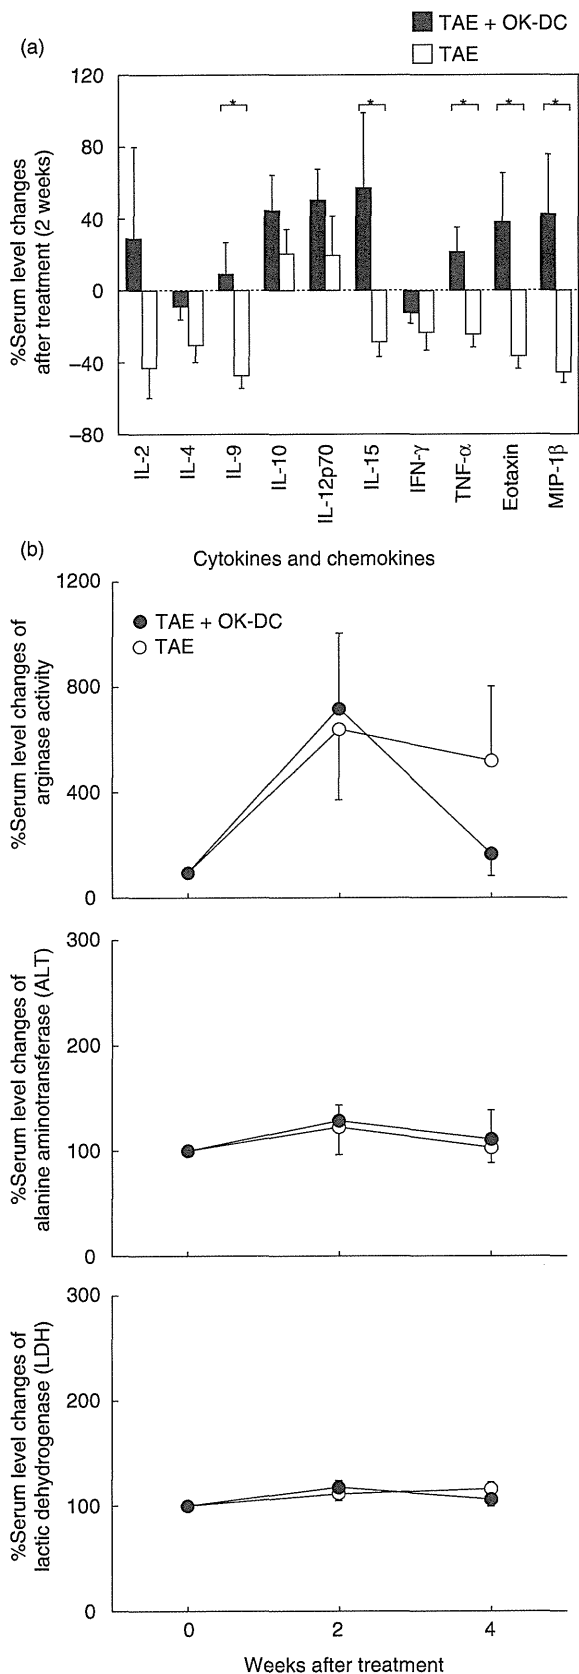 TAE + OK-DC
TAE
(a)
%Serum level changes
after treatment (2 weeks)
120
80
40
0
−40
−80
* * * * *
IL-2
IL-4
IL-9
IL-10
IL-12p70
IL-15
IFN-γ
TNF-α
Eotaxin
MIP-1β
Cytokines and chemokines
(b)
TAE + OK-DC
TAE
%Serum level changes of
arginase activity
1200
800
400
0
%Serum level changes of
alanine aminotransferase (ALT)
300
200
100
0
%Serum level changes of
lactic dehydrogenase (LDH)
300
200
100
0
0 2 4
Weeks after treatment